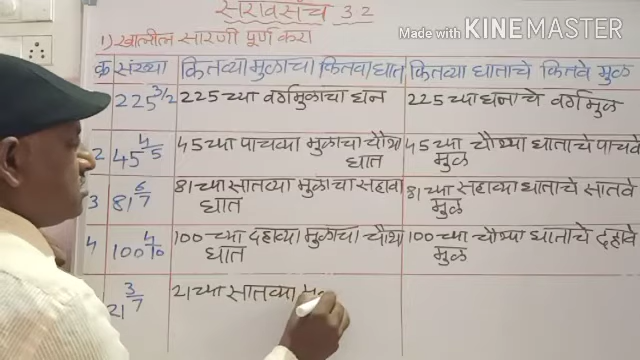 सरावसंच 3.2
Made with KINEMASTER
1) खालील सारणी पूर्ण करा
क्र संख्या कितव्या मुळाचा कितवा घात कितव्या घाताचे कितवे मुळ
225^3/2 225 च्या वर्गमुळाचा घन 225 च्या घनाचे वर्गमुळ
2 45^4/5 45 च्या पाचव्या मुळाचा चौथा घात 45 च्या चौथ्या घाताचे पाचवे मुळ
3 81^6/7 81 च्या सातव्या मुळाचा सहावा घात 81 च्या सहाव्या घाताचे सातवे मुळ
4 100^4/10 100 च्या दहाव्या मुळाचा चौथा घात 100 च्या चौथ्या घाताचे दहावे मुळ
21^3/7 21 च्या सातव्या